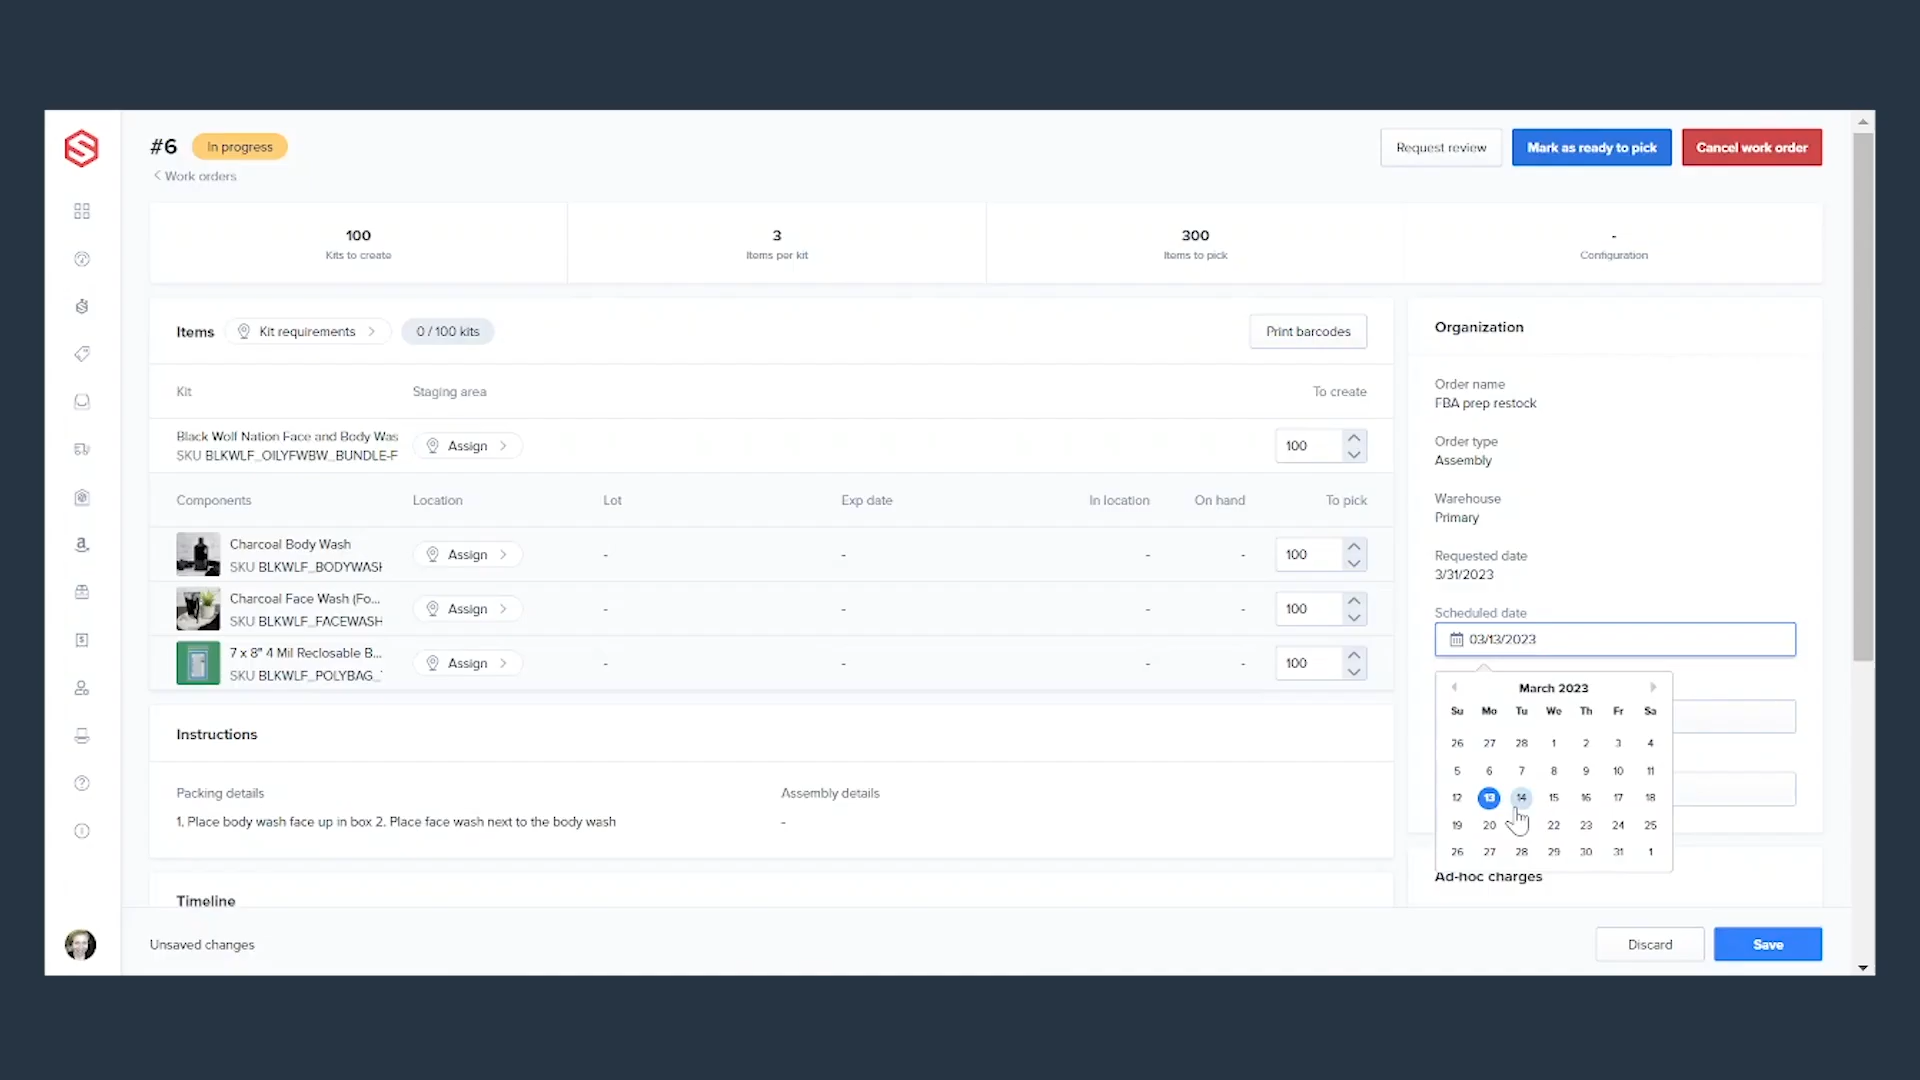 #6 In progress
Work orders
Request review
Mark as ready to pick
Cancel work order
100
Kits to create
3
Items per kit
300
Items to pick
-
Configuration
Items
Kit requirements
0 / 100 kits
Print barcodes
Kit Staging area To create
Black Wolf Nation Face and Body Was
SKU BLKWLF_OILYFWBW_BUNDLE-F
Assign
100
Components Location Lot Exp date In location On hand To pick
Charcoal Body Wash
SKU BLKWLF_BODYWASH
Assign - - - - 100
Charcoal Face Wash (Fo...
SKU BLKWLF_FACEWASH
Assign - - - - 100
7 x 8" 4 Mil Reclosable B...
SKU BLKWLF_POLYBAG_
Assign - - - - 100
Instructions
Packing details
1. Place body wash face up in box 2. Place face wash next to the body wash
Assembly details
-
Timeline
Organization
Order name
FBA prep restock
Order type
Assembly
Warehouse
Primary
Requested date
3/31/2023
Scheduled date
03/13/2023
March 2023
Su Mo Tu We Th Fr Sa
26 27 28 1 2 3 4
5 6 7 8 9 10 11
12 13 14 15 16 17 18
19 20 22 23 24 25
26 27 28 29 30 31 1
Ad-hoc charges
Unsaved changes
Discard
Save